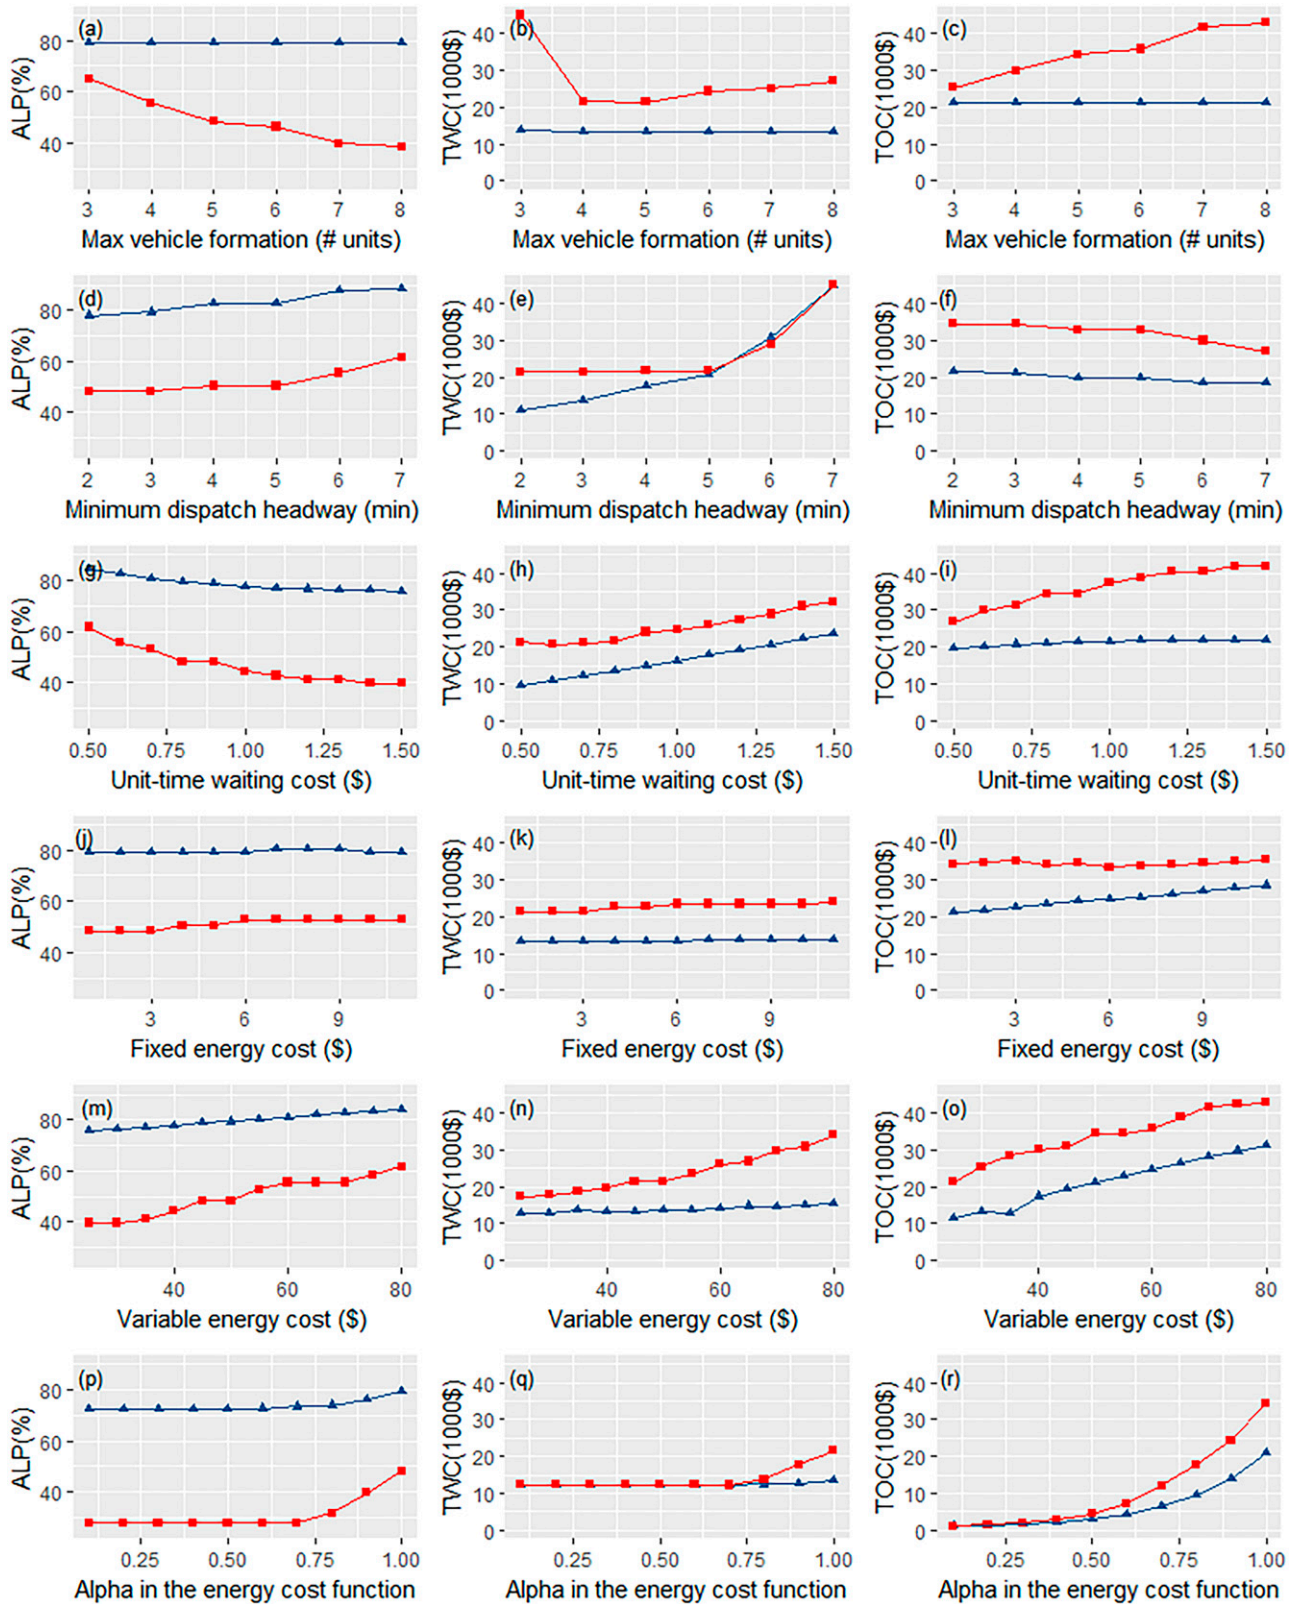 (a)
(b)
(c)
ALP(%)
80
60
40
3 4 5 6 7 8
Max vehicle formation (# units)
TWC(1000$)
40
30
20
10
0
3 4 5 6 7 8
Max vehicle formation (# units)
TOC(1000$)
40
30
20
10
0
3 4 5 6 7 8
Max vehicle formation (# units)
(d)
(e)
(f)
ALP(%)
80
60
40
2 3 4 5 6 7
Minimum dispatch headway (min)
TWC(1000$)
40
30
20
10
0
2 3 4 5 6 7
Minimum dispatch headway (min)
TOC(1000$)
40
30
20
10
0
2 3 4 5 6 7
Minimum dispatch headway (min)
(g)
(h)
(i)
ALP(%)
80
60
40
0.50 0.75 1.00 1.25 1.50
Unit-time waiting cost ($)
TWC(1000$)
40
30
20
10
0
0.50 0.75 1.00 1.25 1.50
Unit-time waiting cost ($)
TOC(1000$)
40
30
20
10
0
0.50 0.75 1.00 1.25 1.50
Unit-time waiting cost ($)
(j)
(k)
(l)
ALP(%)
80
60
40
3 6 9
Fixed energy cost ($)
TWC(1000$)
40
30
20
10
0
3 6 9
Fixed energy cost ($)
TOC(1000$)
40
30
20
10
0
3 6 9
Fixed energy cost ($)
(m)
(n)
(o)
ALP(%)
80
60
40
40 60 80
Variable energy cost ($)
TWC(1000$)
40
30
20
10
0
40 60 80
Variable energy cost ($)
TOC(1000$)
40
30
20
10
0
40 60 80
Variable energy cost ($)
(p)
(q)
(r)
ALP(%)
80
60
40
0.25 0.50 0.75 1.00
Alpha in the energy cost function
TWC(1000$)
40
30
20
10
0
0.25 0.50 0.75 1.00
Alpha in the energy cost function
TOC(1000$)
40
30
20
10
0
0.25 0.50 0.75 1.00
Alpha in the energy cost function